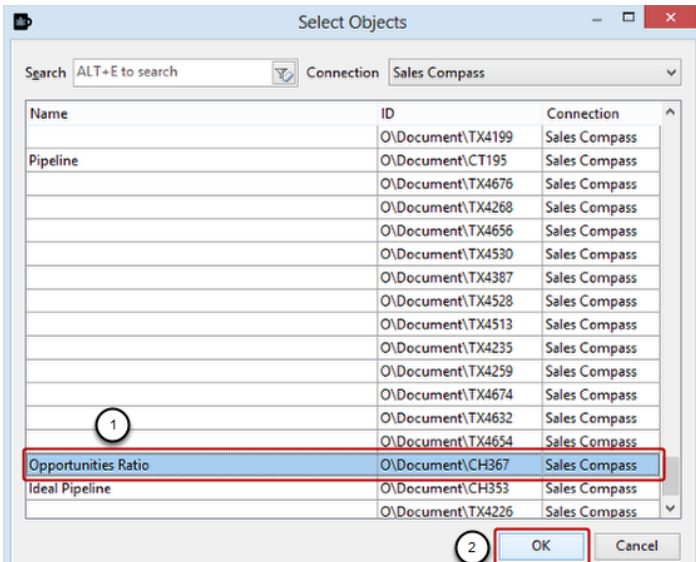 Select Objects
Search ALT+E to search Connection Sales Compass
Name ID Connection
O\Document\TX4199 Sales Compass
Pipeline O\Document\CT195 Sales Compass
O\Document\TX4676 Sales Compass
O\Document\TX4268 Sales Compass
O\Document\TX4656 Sales Compass
O\Document\TX4530 Sales Compass
O\Document\TX4387 Sales Compass
O\Document\TX4528 Sales Compass
O\Document\TX4513 Sales Compass
O\Document\TX4235 Sales Compass
O\Document\TX4259 Sales Compass
O\Document\TX4674 Sales Compass
1 O\Document\TX4632 Sales Compass
O\Document\TX4654 Sales Compass
Opportunities Ratio O\Document\CH367 Sales Compass
Ideal Pipeline O\Document\CH353 Sales Compass
O\Document\TX4226 Sales Compass
2 OK Cancel